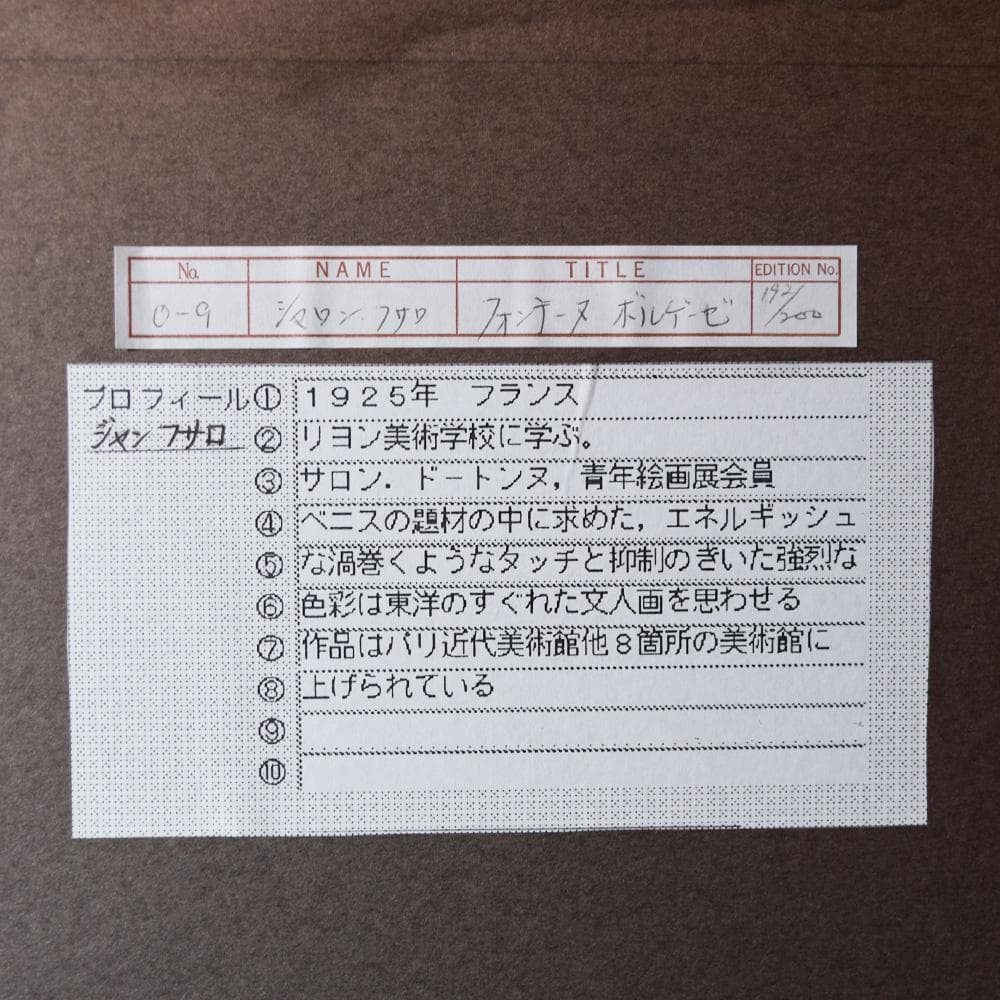 No. NAME TITLE EDITION No.
0-9 ジャロン・フサロ フォンテーヌ ボルゲーゼ 192/200
プロフィール① 1925年 フランス
ジャン フサロ ② リヨン美術学校に学ぶ。
③ サロン．ドートンヌ，青年絵画展会員
④ ベニスの題材の中に求めた，エネルギッシュ
⑤ な渦巻くようなタッチと抑制のきいた強烈な
⑥ 色彩は東洋のすぐれた文人画を思わせる
⑦ 作品はパリ近代美術館他８箇所の美術館に
⑧ 上げられている
⑨
⑩